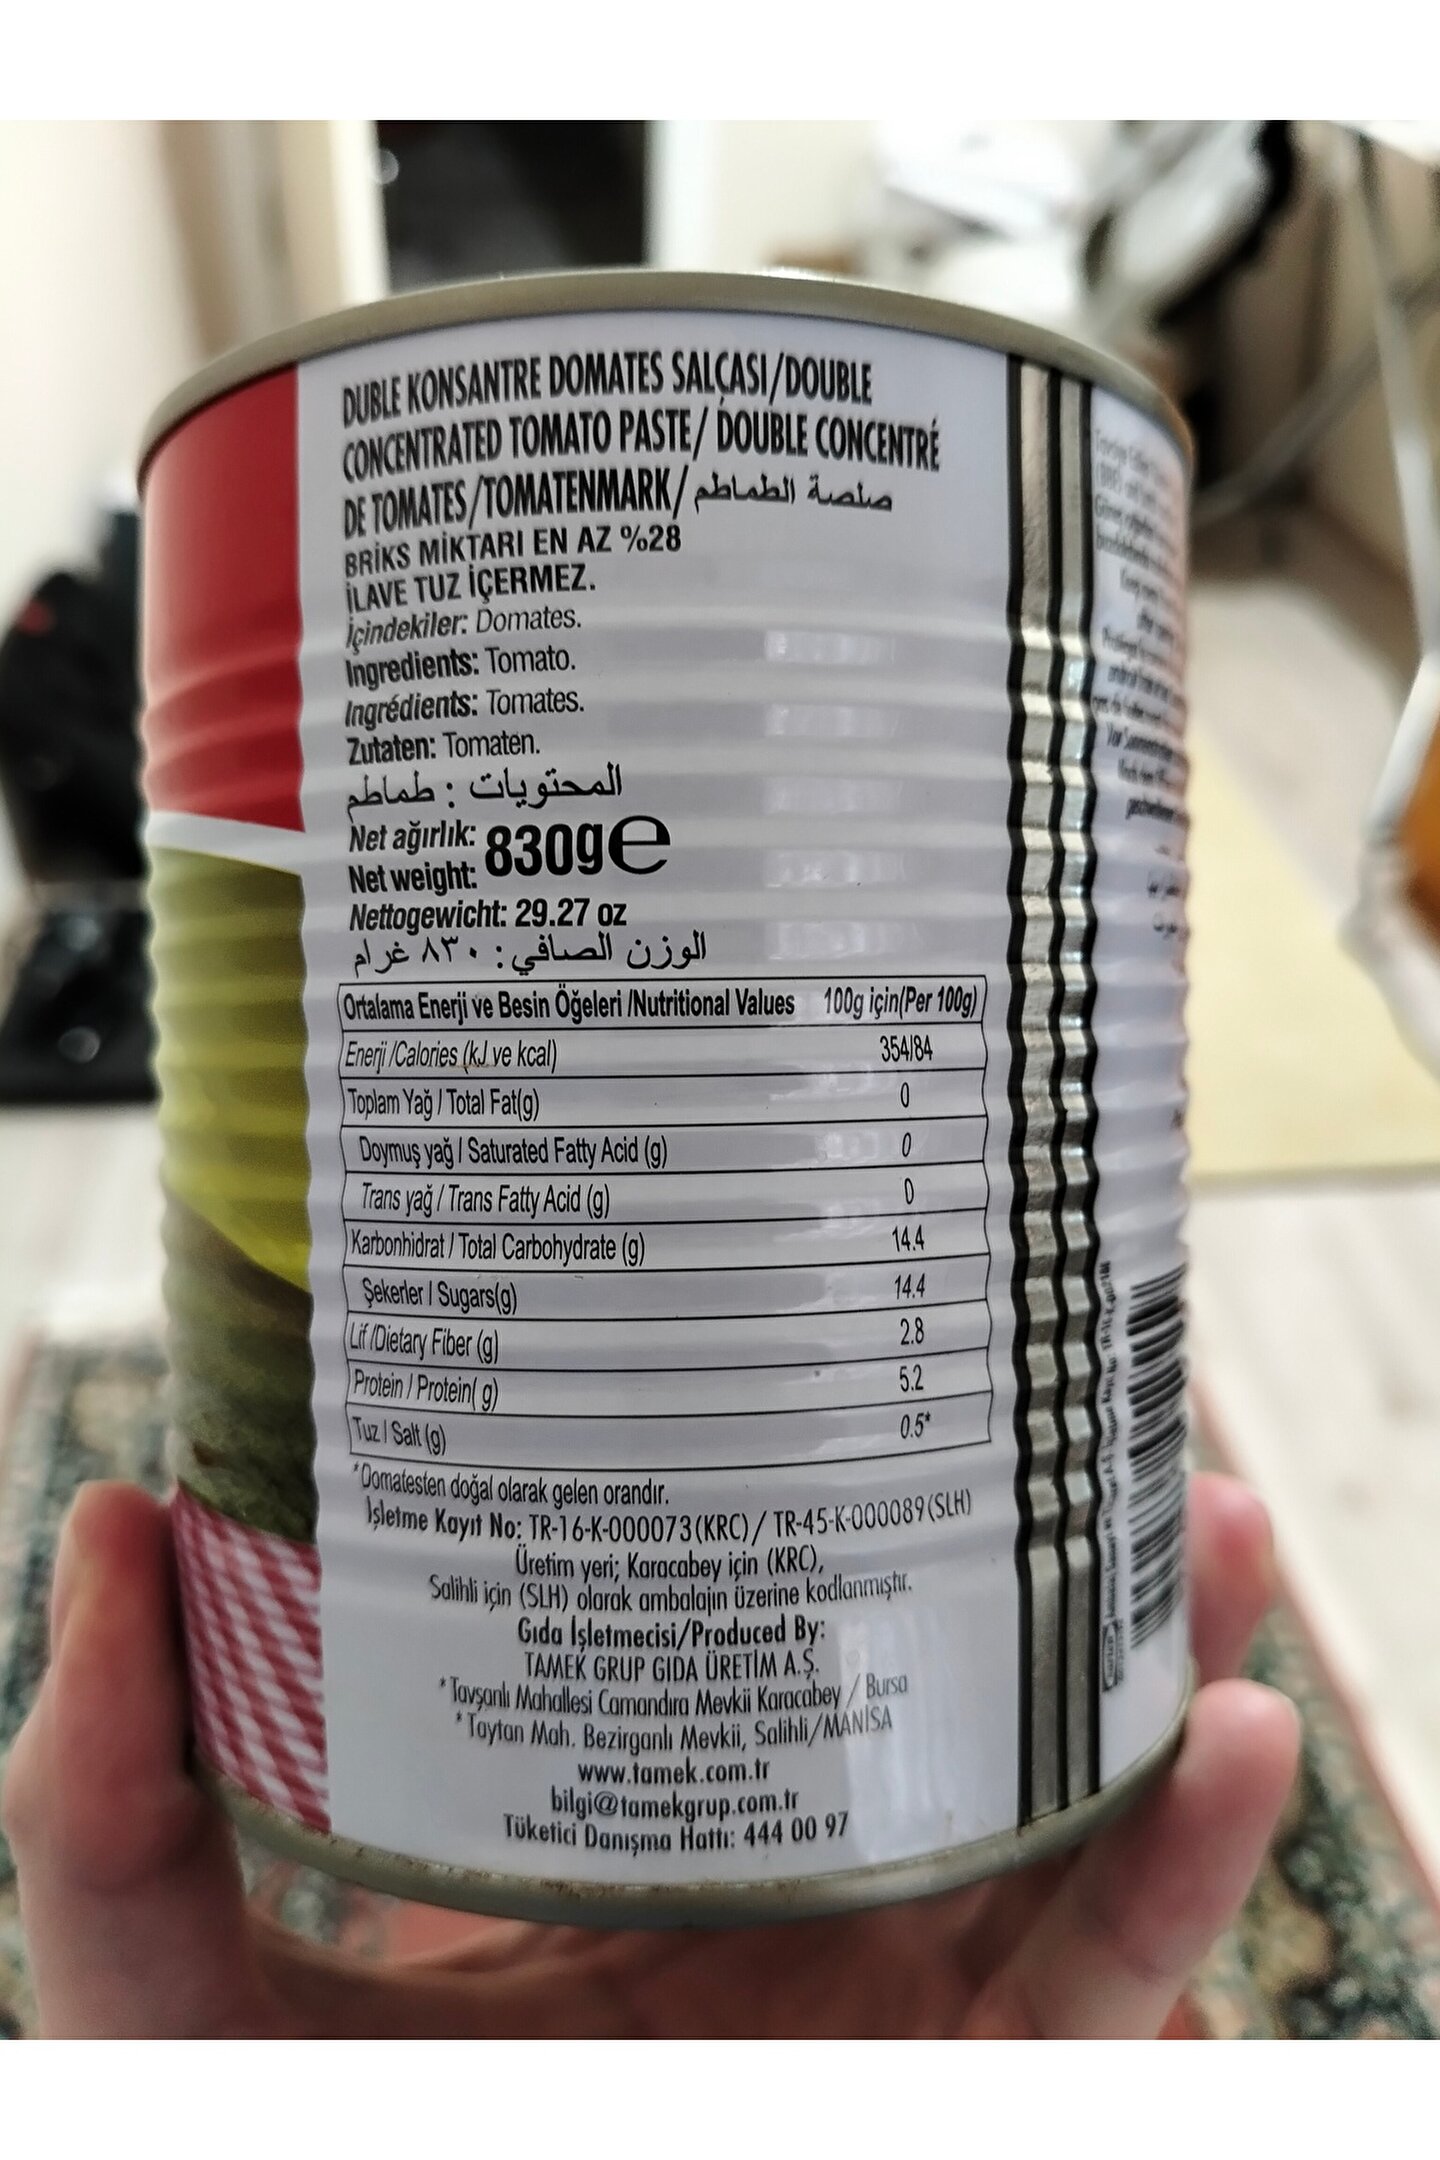 DUBLE KONSANTRE DOMATES SALÇASI/DOUBLE
CONCENTRATED TOMATO PASTE/ DOUBLE CONCENTRÉ
DE TOMATES/TOMATENMARK/ صلصة الطماطم
BRİKS MİKTARI EN AZ %28
İLAVE TUZ İÇERMEZ.
İçindekiler: Domates.
Ingredients: Tomato.
Ingrédients: Tomates.
Zutaten: Tomaten.
المحتويات : طماطم
Net ağırlık: 830g℮
Net weight:
Nettogewicht: 29.27 oz
الوزن الصافي: ٨٣٠ غرام
Ortalama Enerji ve Besin Öğeleri /Nutritional Values 100g için(Per 100g)
Enerji /Calories (kJ ve kcal) 354/84
Toplam Yağ / Total Fat(g) 0
Doymuş yağ / Saturated Fatty Acid (g) 0
Trans yağ / Trans Fatty Acid (g) 0
Karbonhidrat / Total Carbohydrate (g) 14.4
Şekerler / Sugars(g) 14.4
Lif /Dietary Fiber (g) 2.8
Protein / Protein( g) 5.2
Tuz / Salt (g) 0.5*
*Domatesten doğal olarak gelen orandır.
İşletme Kayıt No: TR-16-K-000073(KRC)/ TR-45-K-000089(SLH)
Üretim yeri; Karacabey için (KRC),
Salihli için (SLH) olarak ambalajın üzerine kodlanmıştır.
Gıda İşletmecisi/Produced By:
TAMEK GRUP GIDA ÜRETİM A.Ş.
*Tavşanlı Mahallesi Camandıra Mevkii Karacabey / Bursa
*Taytan Mah. Bezirganlı Mevkii, Salihli/MANİSA
www.tamek.com.tr
bilgi@tamekgrup.com.tr
Tüketici Danışma Hattı: 444 00 97